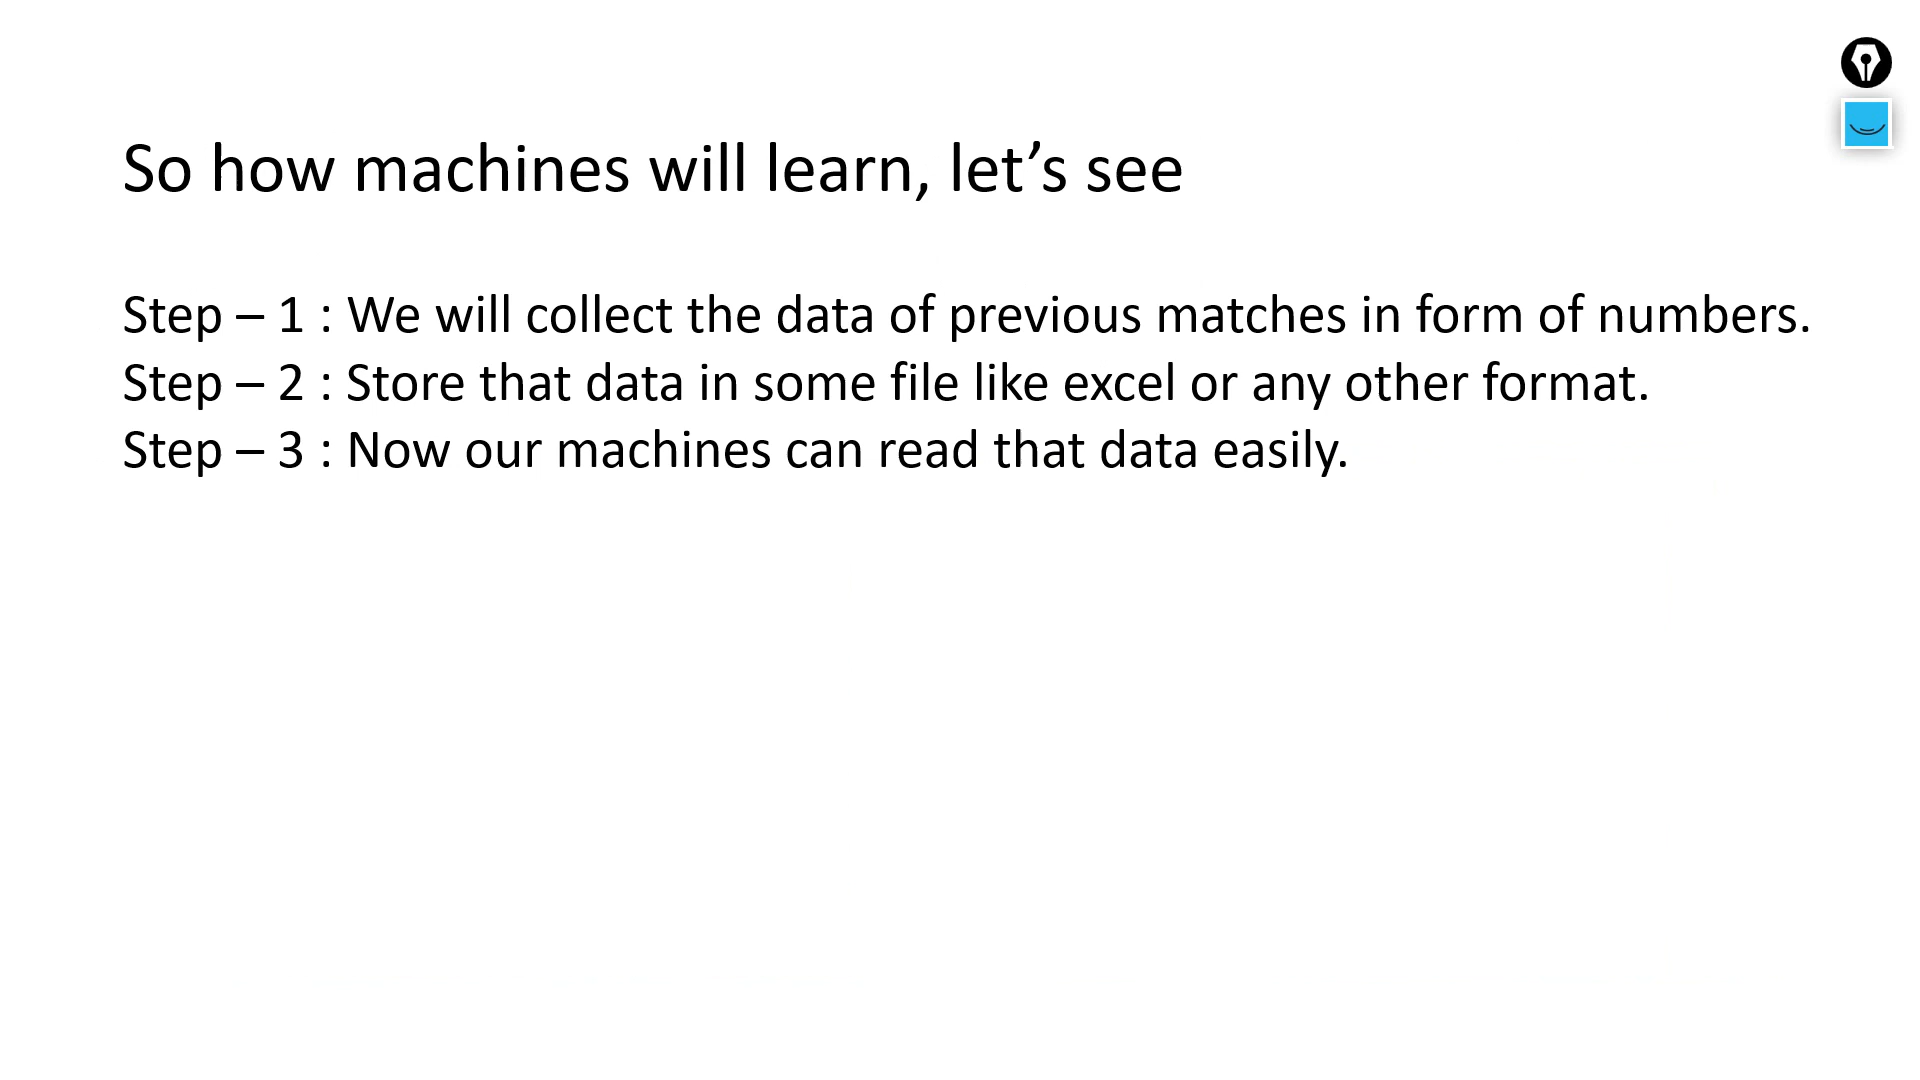 So how machines will learn, let’s see
Step – 1 : We will collect the data of previous matches in form of numbers.
Step – 2 : Store that data in some file like excel or any other format.
Step – 3 : Now our machines can read that data easily.